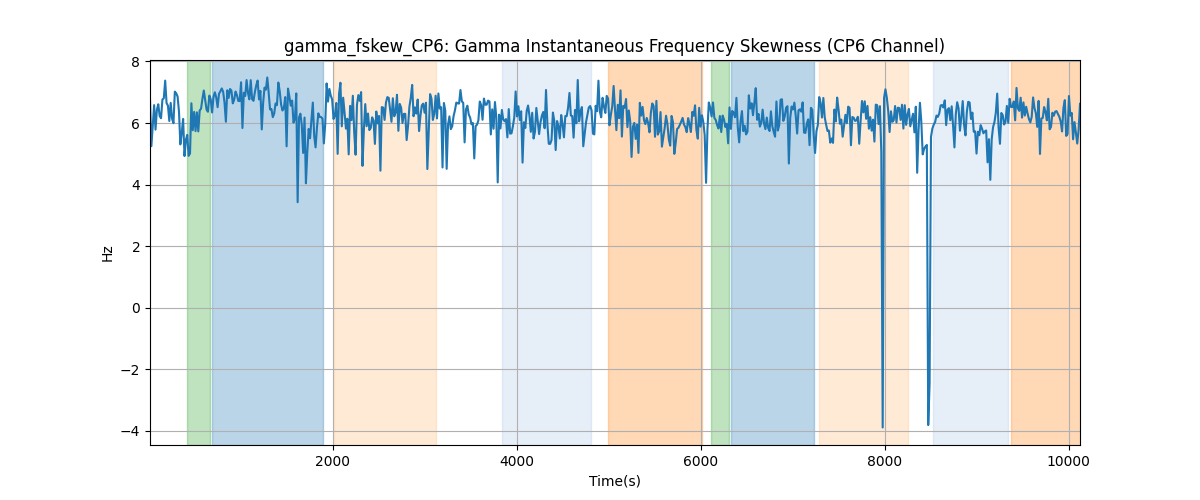 gamma_fskew_CP6: Gamma Instantaneous Frequency Skewness (CP6 Channel)
8
6
4
2
0
−2
−4
Hz
2000 4000 6000 8000 10000
Time(s)